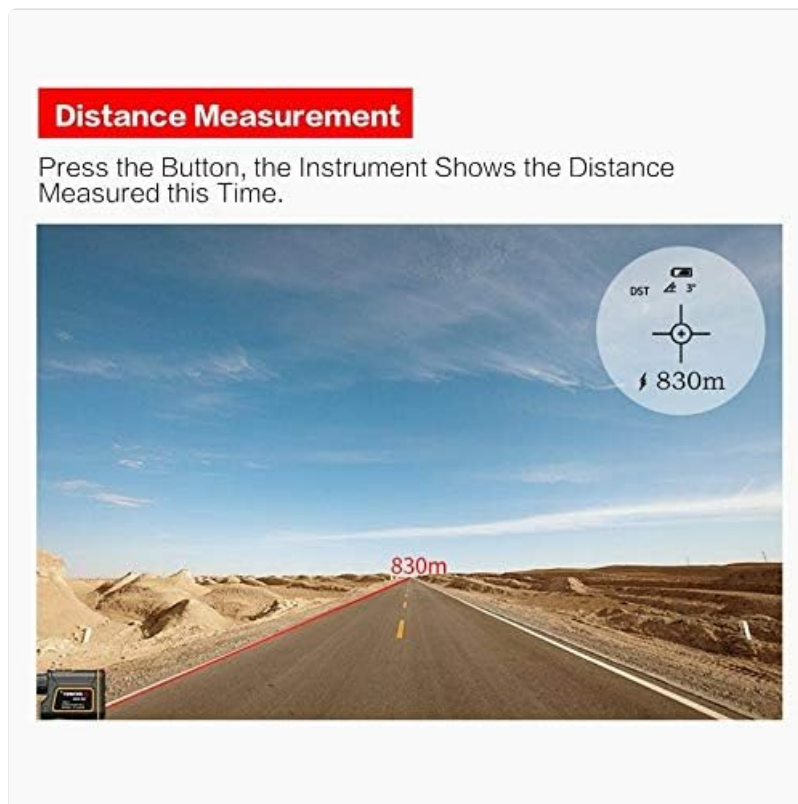 Distance Measurement
Press the Button, the Instrument Shows the Distance
Measured this Time.
DST 3°
830m
830m